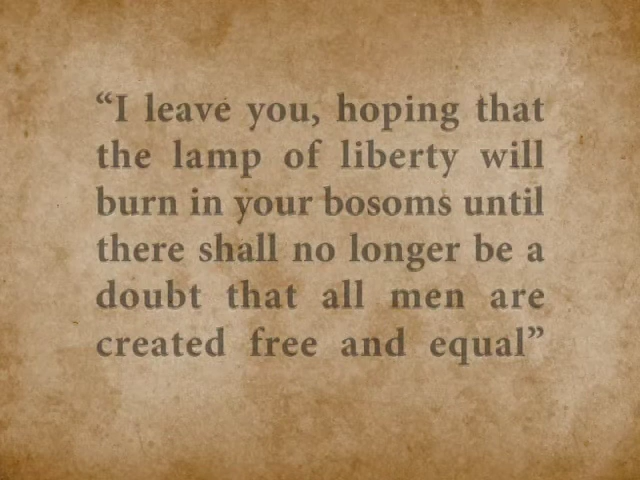 “I leave you, hoping that
the lamp of liberty will
burn in your bosoms until
there shall no longer be a
doubt that all men are
created free and equal”